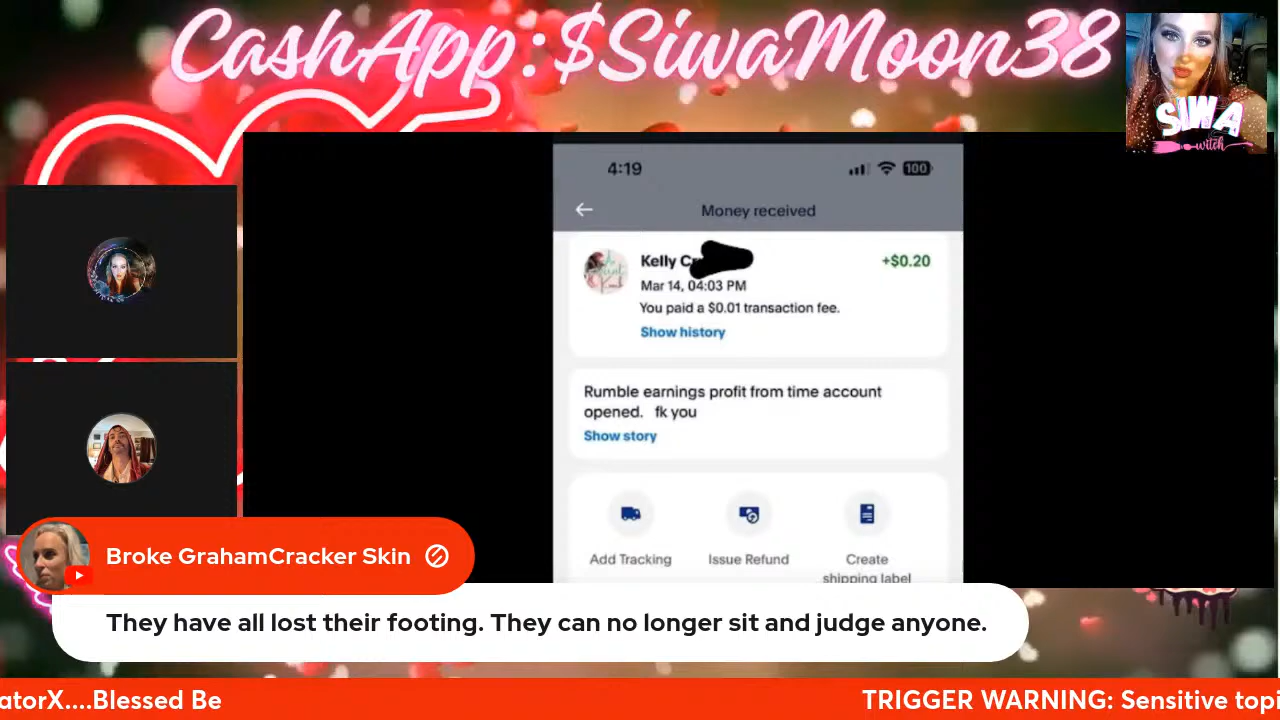 CashApp:$SiwaMoon38
SIWA
witch
4:19
100
Money received
Kelly Cr
+$0.20
Mar 14, 04:03 PM
You paid a $0.01 transaction fee.
Show history
Rumble earnings profit from time account
opened. fk you
Show story
Add Tracking
Issue Refund
Create
shipping label
Broke GrahamCracker Skin
They have all lost their footing. They can no longer sit and judge anyone.
atorX....Blessed Be
TRIGGER WARNING: Sensitive topi